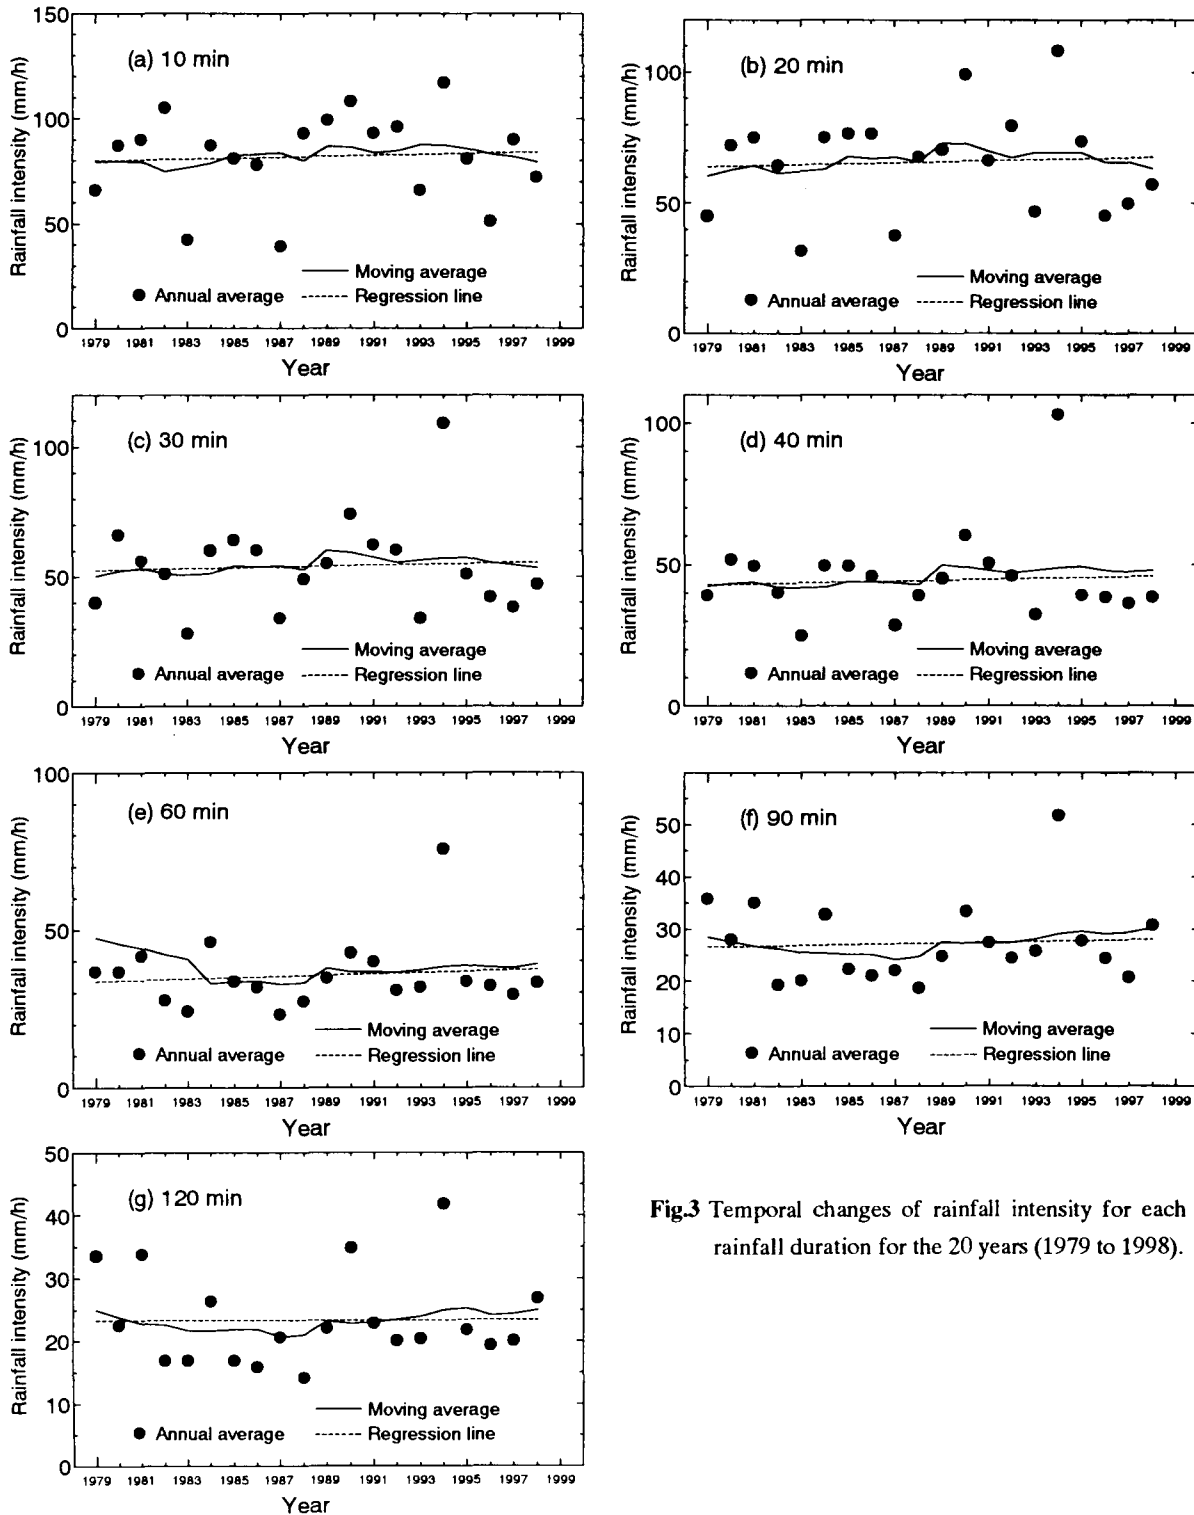 150
100
50
0
Rainfall intensity (mm/h)
(a) 10 min
Moving average
Annual average
Regression line
1979 1981 1983 1985 1987 1989 1991 1993 1995 1997 1999
Year
100
50
0
Rainfall intensity (mm/h)
(b) 20 min
Moving average
Annual average
Regression line
1979 1981 1983 1985 1987 1989 1991 1993 1995 1997 1999
Year
100
50
0
Rainfall intensity (mm/h)
(c) 30 min
Moving average
Annual average
Regression line
1979 1981 1983 1985 1987 1989 1991 1993 1995 1997 1999
Year
100
50
0
Rainfall intensity (mm/h)
(d) 40 min
Moving average
Annual average
Regression line
1979 1981 1983 1985 1987 1989 1991 1993 1995 1997 1999
Year
100
50
0
Rainfall intensity (mm/h)
(e) 60 min
Moving average
Annual average
Regression line
1979 1981 1983 1985 1987 1989 1991 1993 1995 1997 1999
Year
50
40
30
20
10
0
Rainfall intensity (mm/h)
(f) 90 min
Moving average
Annual average
Regression line
1979 1981 1983 1985 1987 1989 1991 1993 1995 1997 1999
Year
50
40
30
20
10
0
Rainfall intensity (mm/h)
(g) 120 min
Moving average
Annual average
Regression line
1979 1981 1983 1985 1987 1989 1991 1993 1995 1997 1999
Year
Fig.3 Temporal changes of rainfall intensity for each
rainfall duration for the 20 years (1979 to 1998).